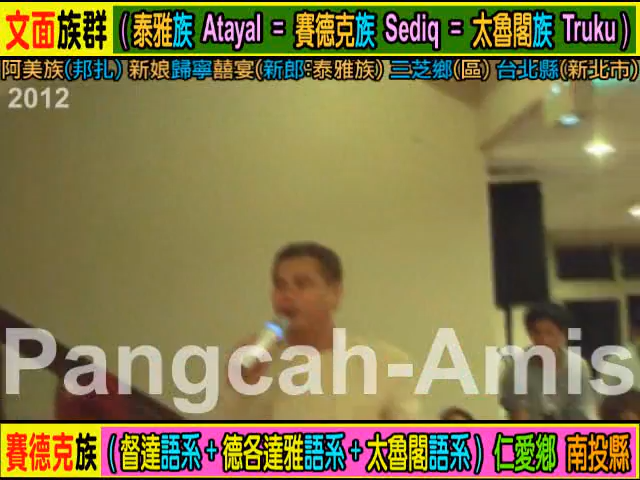 文面族群 (泰雅族 Atayal = 賽德克族 Sediq = 太魯閣族 Truku)
阿美族(邦扎) 新娘歸寧囍宴(新郎:泰雅族) 三芝鄉(區) 台北縣(新北市)
2012
Pangcah-Amis
賽德克族 (督達語系+德各達雅語系+太魯閣語系) 仁愛鄉 南投縣